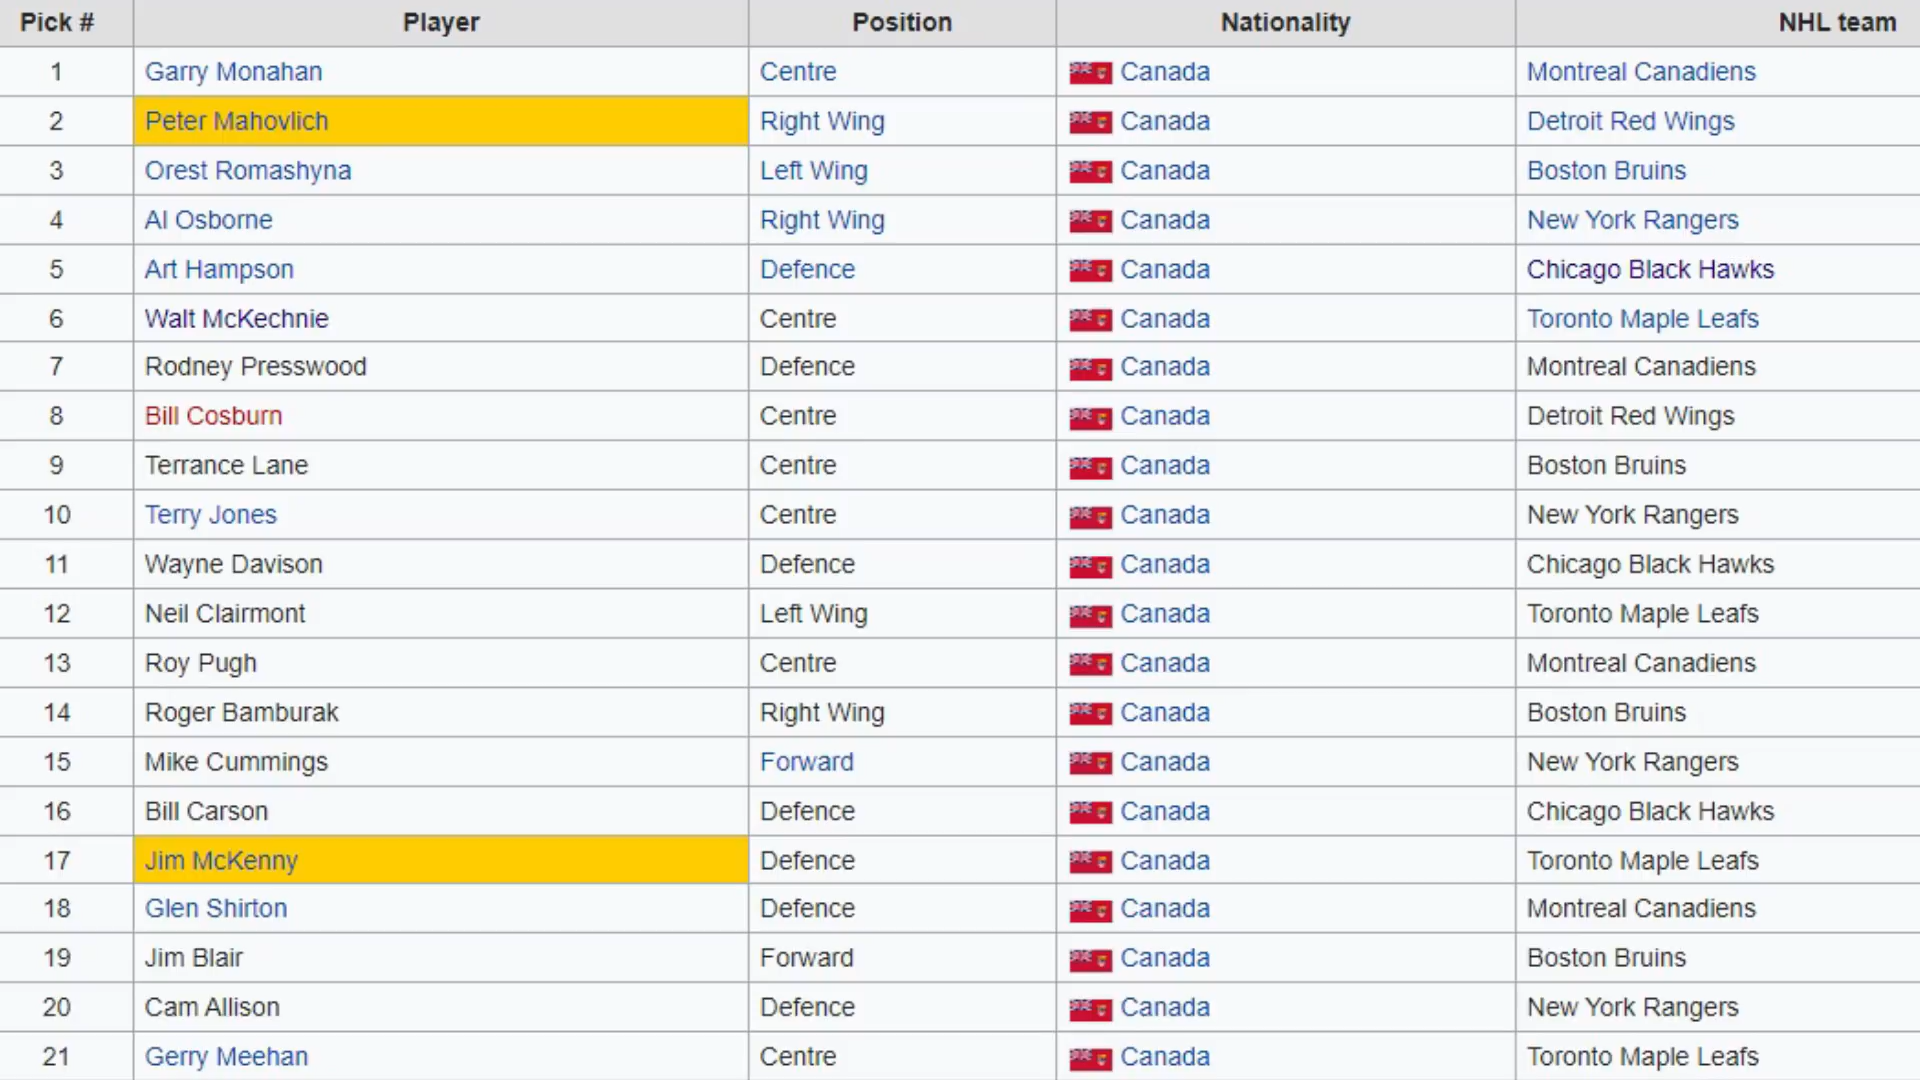 Pick # Player Position Nationality NHL team
1 Garry Monahan Centre Canada Montreal Canadiens
2 Peter Mahovlich Right Wing Canada Detroit Red Wings
3 Orest Romashyna Left Wing Canada Boston Bruins
4 Al Osborne Right Wing Canada New York Rangers
5 Art Hampson Defence Canada Chicago Black Hawks
6 Walt McKechnie Centre Canada Toronto Maple Leafs
7 Rodney Presswood Defence Canada Montreal Canadiens
8 Bill Cosburn Centre Canada Detroit Red Wings
9 Terrance Lane Centre Canada Boston Bruins
10 Terry Jones Centre Canada New York Rangers
11 Wayne Davison Defence Canada Chicago Black Hawks
12 Neil Clairmont Left Wing Canada Toronto Maple Leafs
13 Roy Pugh Centre Canada Montreal Canadiens
14 Roger Bamburak Right Wing Canada Boston Bruins
15 Mike Cummings Forward Canada New York Rangers
16 Bill Carson Defence Canada Chicago Black Hawks
17 Jim McKenny Defence Canada Toronto Maple Leafs
18 Glen Shirton Defence Canada Montreal Canadiens
19 Jim Blair Forward Canada Boston Bruins
20 Cam Allison Defence Canada New York Rangers
21 Gerry Meehan Centre Canada Toronto Maple Leafs